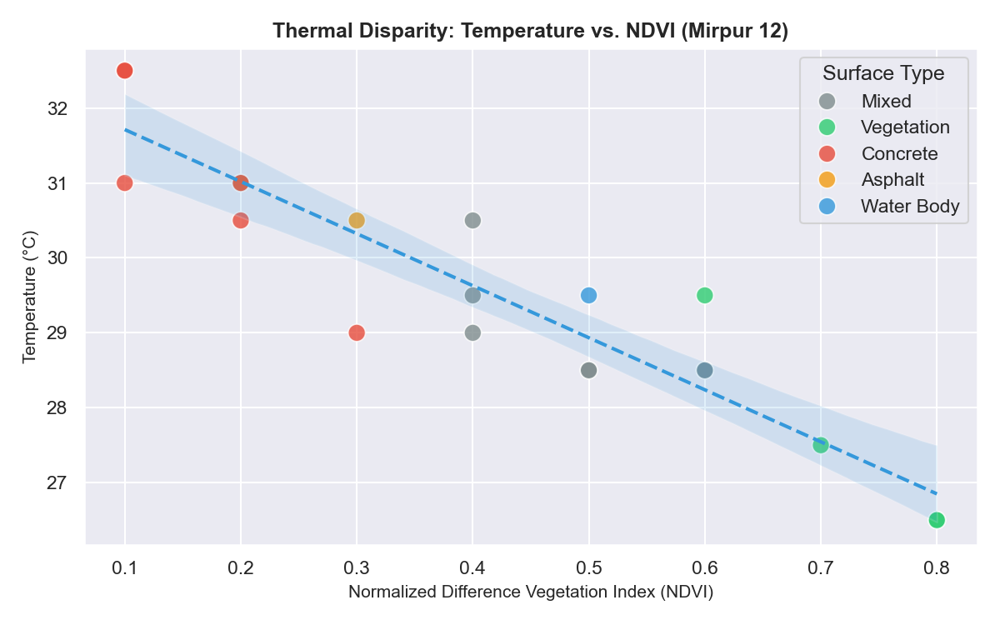 Thermal Disparity: Temperature vs. NDVI (Mirpur 12)
Surface Type
Mixed
Vegetation
Concrete
Asphalt
Water Body
Temperature (°C)
32
31
30
29
28
27
0.1 0.2 0.3 0.4 0.5 0.6 0.7 0.8
Normalized Difference Vegetation Index (NDVI)